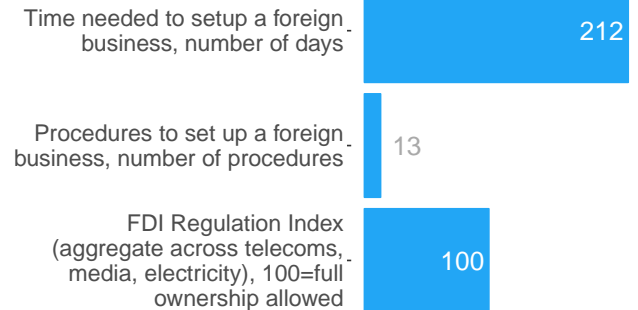 Time needed to setup a foreign
business, number of days
212
Procedures to set up a foreign
business, number of procedures
13
FDI Regulation Index
(aggregate across telecoms,
media, electricity), 100=full
ownership allowed
100